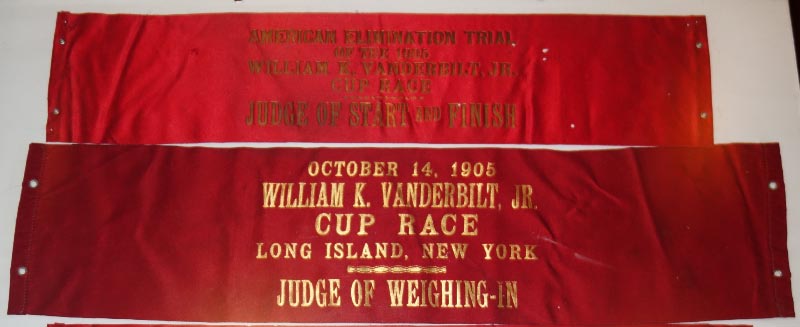 AMERICAN ELIMINATION TRIAL
OF THE 1905
WILLIAM K. VANDERBILT, JR.
CUP RACE
JUDGE OF START AND FINISH
OCTOBER 14, 1905
WILLIAM K. VANDERBILT, JR.
CUP RACE
LONG ISLAND, NEW YORK
JUDGE OF WEIGHING-IN